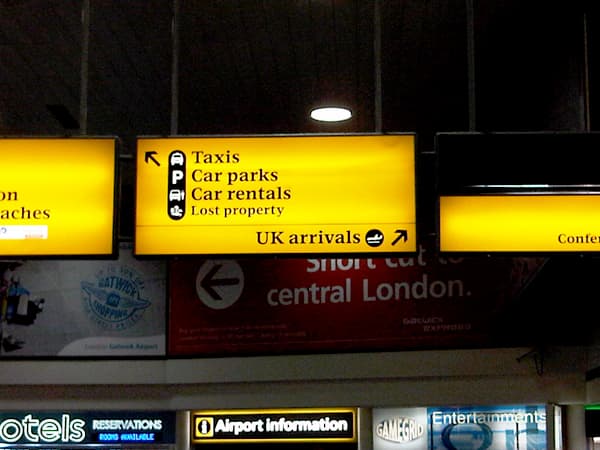 on
aches
Taxis
P Car parks
Car rentals
Lost property
UK arrivals
Confer
Short cut to
central London.
GATWICK
EXPRESS
GATWICK
SHOPPING
Gatwick Airport
otels
RESERVATIONS
ROOMS AVAILABLE
i Airport information
GAMEGRID
Entertainments